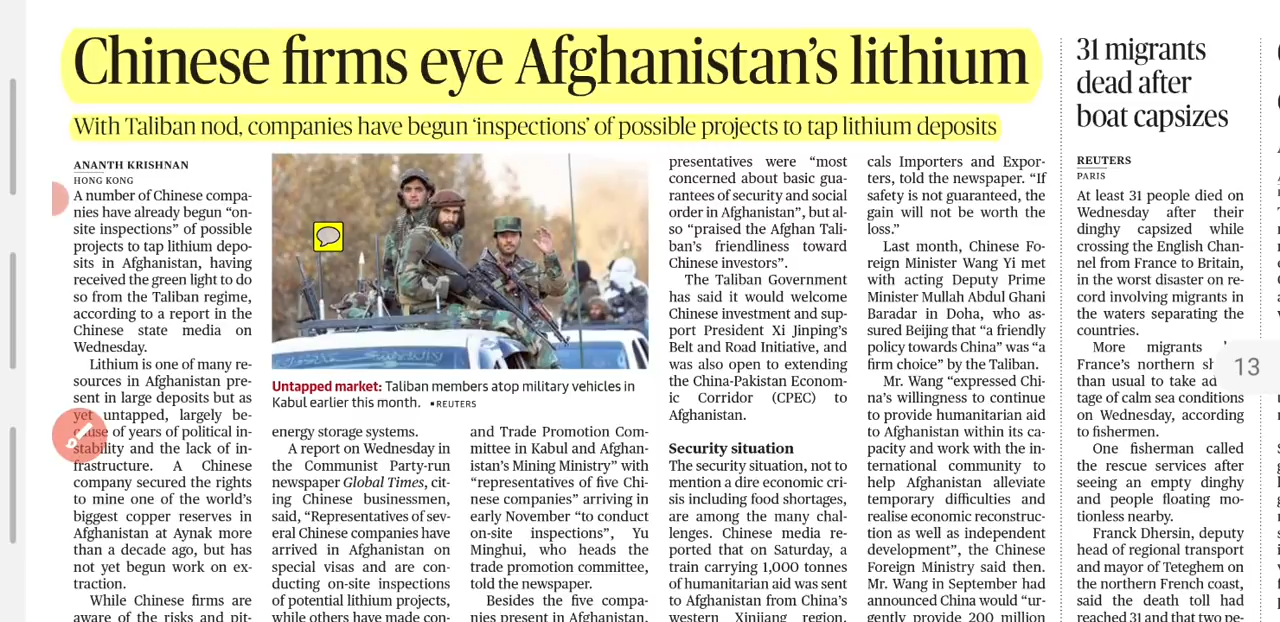 Chinese firms eye Afghanistan's lithium
With Taliban nod, companies have begun 'inspections' of possible projects to tap lithium deposits
ANANTH KRISHNAN
HONG KONG
A number of Chinese compa-
nies have already begun "on-
site inspections" of possible
projects to tap lithium depo-
sits in Afghanistan, having
received the green light to do
so from the Taliban regime,
according to a report in the
Chinese state media on
Wednesday.
Lithium is one of many re-
sources in Afghanistan pre-
sent in large deposits but as
yet untapped, largely be-
cause of years of political in-
stability and the lack of in-
frastructure. A Chinese
company secured the rights
to mine one of the world's
biggest copper reserves in
Afghanistan at Aynak more
than a decade ago, but has
not yet begun work on ex-
traction.
While Chinese firms are
aware of the risks and pit-
Untapped market: Taliban members atop military vehicles in
Kabul earlier this month. • REUTERS
energy storage systems.
A report on Wednesday in
the Communist Party-run
newspaper Global Times, cit-
ing Chinese businessmen,
said, "Representatives of sev-
eral Chinese companies have
arrived in Afghanistan on
special visas and are con-
ducting on-site inspections
of potential lithium projects,
while others have made con-
and Trade Promotion Com-
mittee in Kabul and Afghan-
istan's Mining Ministry" with
"representatives of five Chi-
nese companies" arriving in
early November "to conduct
on-site inspections", Yu
Minghui, who heads the
trade promotion committee,
told the newspaper.
Besides the five compa-
nies present in Afghanistan,
presentatives were "most
concerned about basic gua-
rantees of security and social
order in Afghanistan", but al-
so "praised the Afghan Tali-
ban's friendliness toward
Chinese investors".
The Taliban Government
has said it would welcome
Chinese investment and sup-
port President Xi Jinping's
Belt and Road Initiative, and
was also open to extending
the China-Pakistan Econom-
ic Corridor (CPEC) to
Afghanistan.
Security situation
The security situation, not to
mention a dire economic cri-
sis including food shortages,
are among the many chal-
lenges. Chinese media re-
ported that on Saturday, a
train carrying 1,000 tonnes
of humanitarian aid was sent
to Afghanistan from China's
western Xinjiang region.
cals Importers and Expor-
ters, told the newspaper. "If
safety is not guaranteed, the
gain will not be worth the
loss."
Last month, Chinese Fo-
reign Minister Wang Yi met
with acting Deputy Prime
Minister Mullah Abdul Ghani
Baradar in Doha, who as-
sured Beijing that "a friendly
policy towards China" was "a
firm choice" by the Taliban.
Mr. Wang "expressed Chi-
na's willingness to continue
to provide humanitarian aid
to Afghanistan within its ca-
pacity and work with the in-
ternational community to
help Afghanistan alleviate
temporary difficulties and
realise economic reconstruc-
tion as well as independent
development", the Chinese
Foreign Ministry said then.
Mr. Wang in September had
announced China would "ur-
gently provide 200 million
31 migrants
dead after
boat capsizes
REUTERS
PARIS
At least 31 people died on
Wednesday after their
dinghy capsized while
crossing the English Chan-
nel from France to Britain,
in the worst disaster on re-
cord involving migrants in
the waters separating the
countries.
More migrants
France's northern
than usual to take
tage of calm sea conditions
on Wednesday, according
to fishermen.
One fisherman called
the rescue services after
seeing an empty dinghy
and people floating mo-
tionless nearby.
Franck Dhersin, deputy
head of regional transport
and mayor of Teteghem on
the northern French coast,
said the death toll had
reached 31 and that two pe-
13